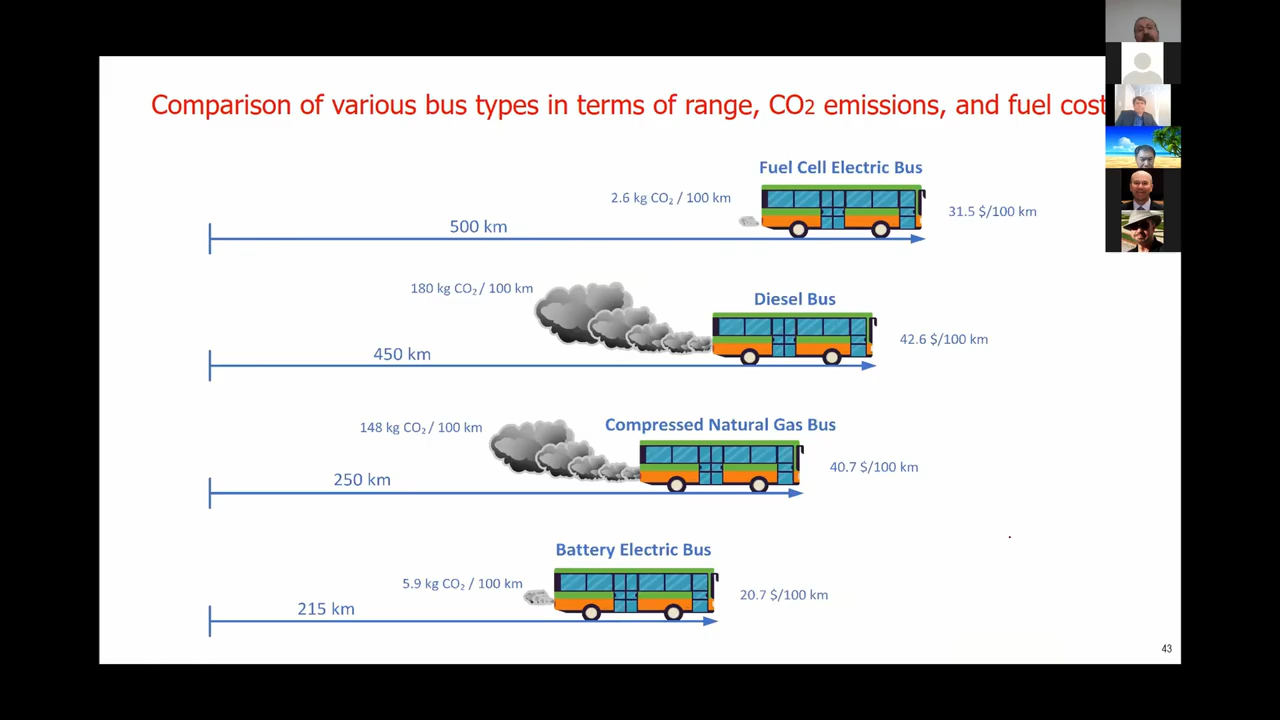 Comparison of various bus types in terms of range, CO2 emissions, and fuel cost
Fuel Cell Electric Bus
2.6 kg CO₂ / 100 km
500 km
31.5 $/100 km
Diesel Bus
180 kg CO₂ / 100 km
450 km
42.6 $/100 km
Compressed Natural Gas Bus
148 kg CO₂ / 100 km
250 km
40.7 $/100 km
Battery Electric Bus
5.9 kg CO₂ / 100 km
215 km
20.7 $/100 km
43